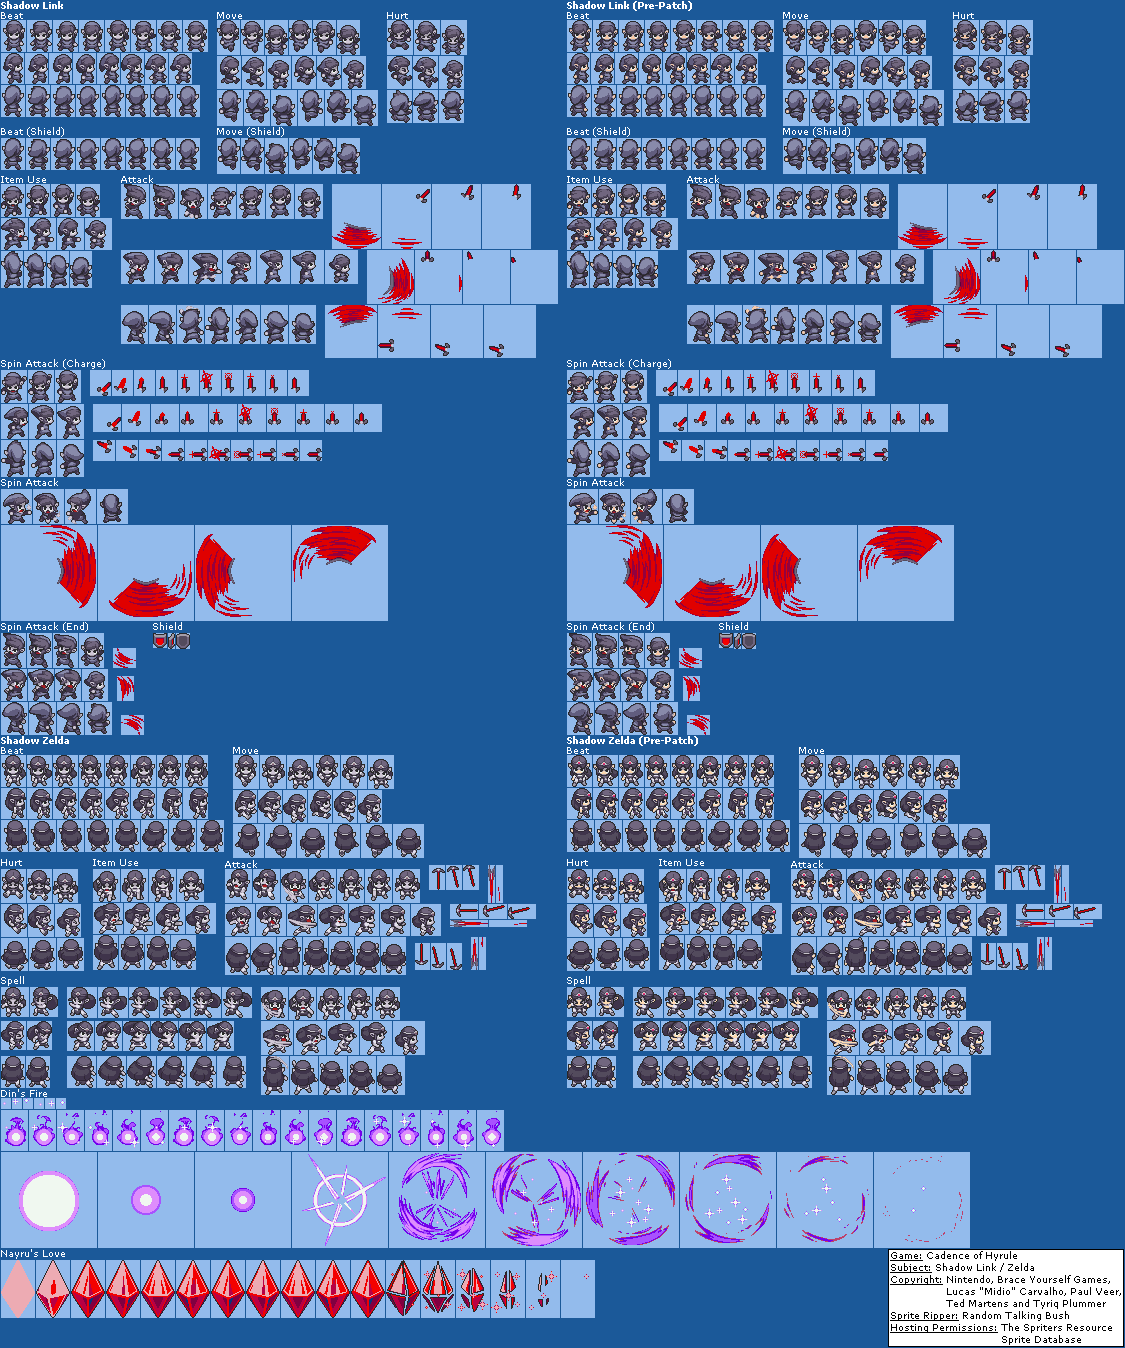 Shadow Link
Beat
Move
Hurt
Beat (Shield)
Move (Shield)
Item Use
Attack
Spin Attack (Charge)
Spin Attack
Spin Attack (End)
Shield
Shadow Link (Pre-Patch)
Beat
Move
Hurt
Beat (Shield)
Move (Shield)
Item Use
Attack
Spin Attack (Charge)
Spin Attack
Spin Attack (End)
Shield
Shadow Zelda
Beat
Move
Hurt
Item Use
Attack
Spell
Shadow Zelda (Pre-Patch)
Beat
Move
Hurt
Item Use
Attack
Spell
Din's Fire
Nayru's Love
Game: Cadence of Hyrule
Subject: Shadow Link / Zelda
Copyright: Nintendo, Brace Yourself Games,
Lucas "Midio" Carvalho, Paul Veer,
Ted Martens and Tyriq Plummer
Sprite Ripper: Random Talking Bush
Hosting Permissions: The Spriters Resource
Sprite Database